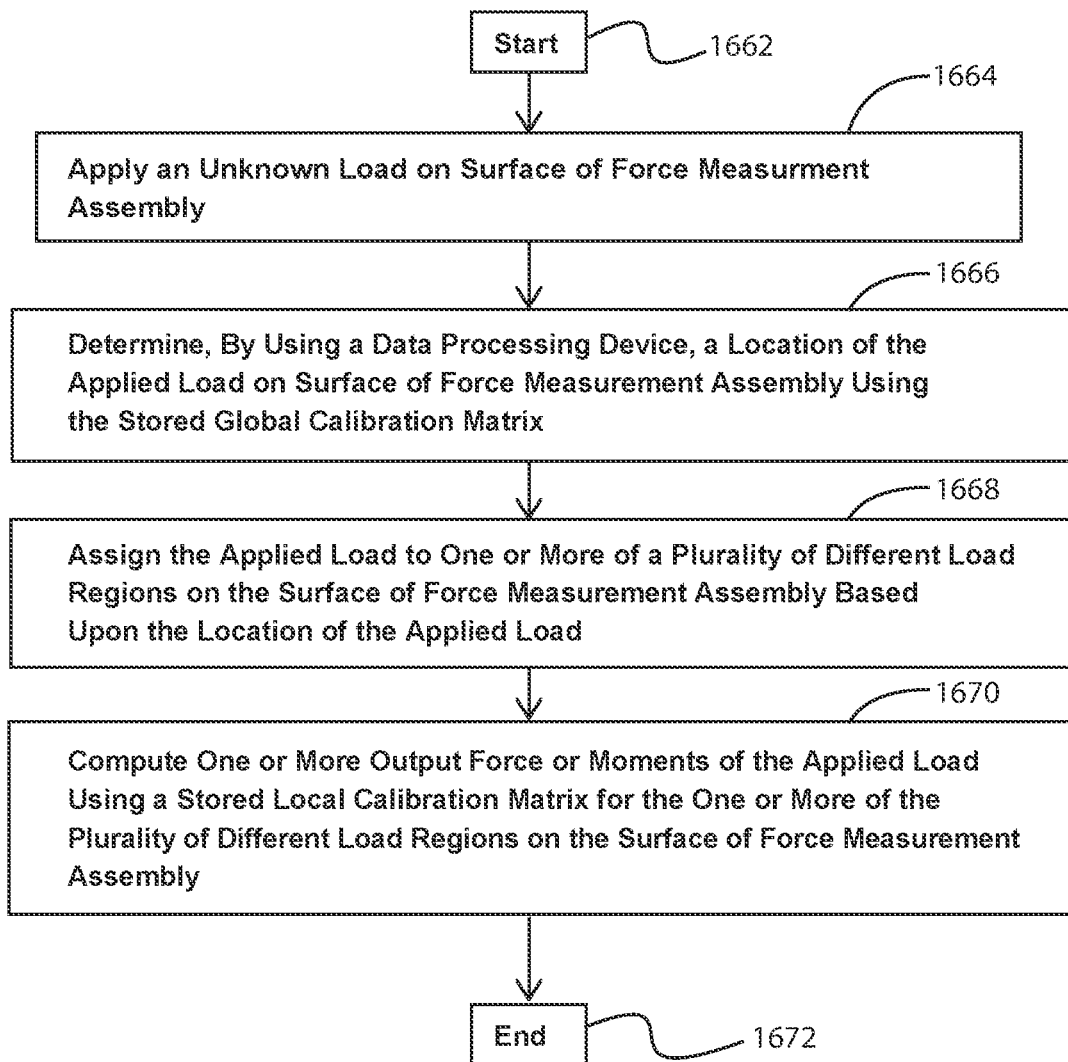 Start
1662
1664
Apply an Unknown Load on Surface of Force Measurment
Assembly
1666
Determine, By Using a Data Processing Device, a Location of the
Applied Load on Surface of Force Measurement Assembly Using
the Stored Global Calibration Matrix
1668
Assign the Applied Load to One or More of a Plurality of Different Load
Regions on the Surface of Force Measurement Assembly Based
Upon the Location of the Applied Load
1670
Compute One or More Output Force or Moments of the Applied Load
Using a Stored Local Calibration Matrix for the One or More of the
Plurality of Different Load Regions on the Surface of Force Measurement
Assembly
End
1672